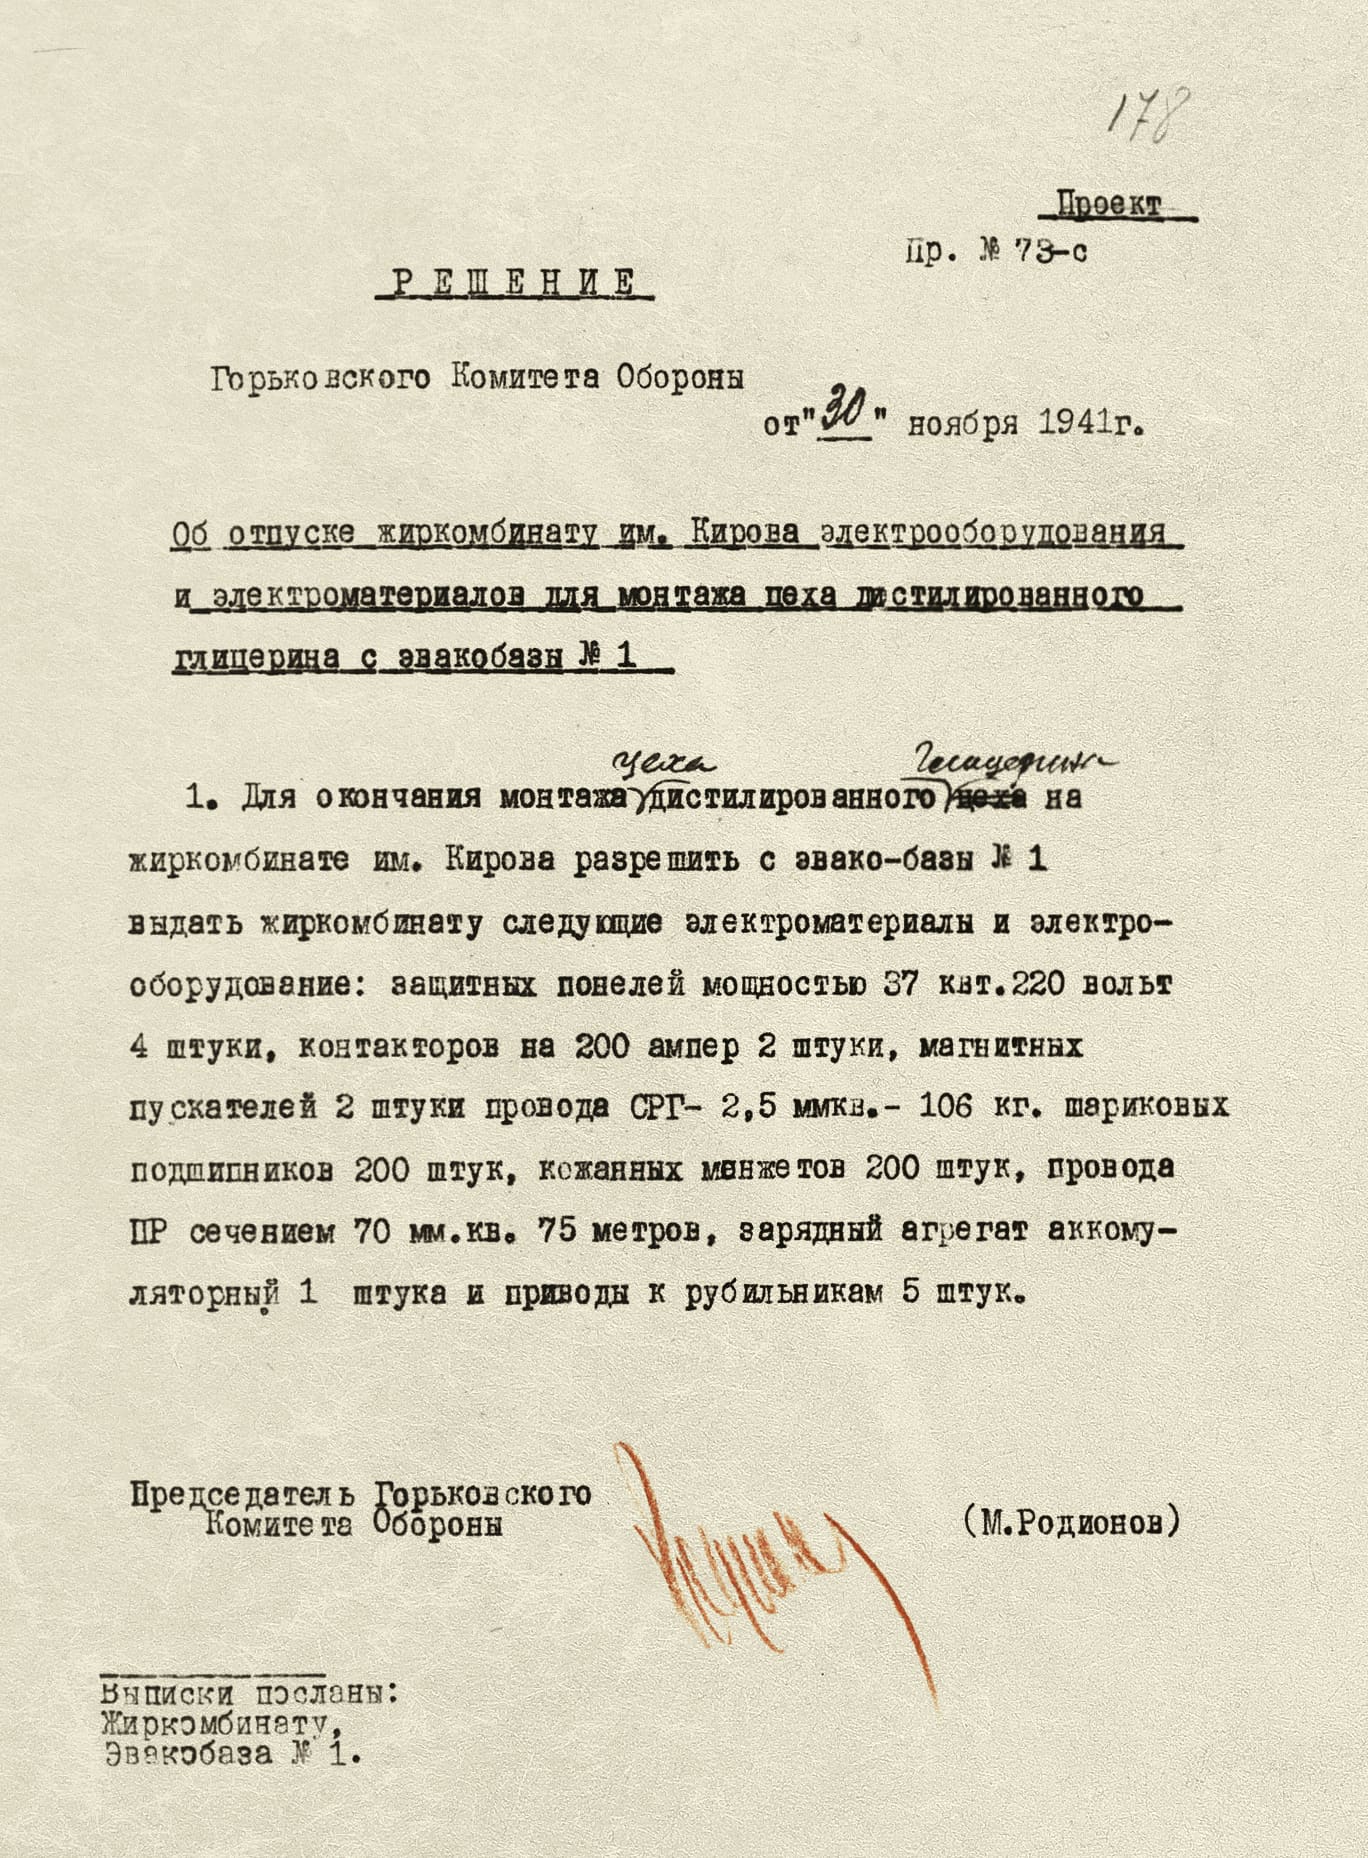 178
Проект
Пр. № 73-с
РЕШЕНИЕ
Горьковского Комитета Обороны
от "30" ноября 1941г.
Об отпуске жиркомбинату им. Кирова электрооборудования
и электроматериалов для монтажа цеха дистилированного
глицерина с эвакобазы № 1
цеха глицерина
1. Для окончания монтажа дистилированного цеха на
жиркомбинате им. Кирова разрешить с эвако-базы № 1
выдать жиркомбинату следующие электроматериалы и электро-
оборудование: защитных понелей мощностью 37 квт.220 вольт
4 штуки, контакторов на 200 ампер 2 штуки, магнитных
пускателей 2 штуки провода СРГ- 2,5 ммкв.- 106 кг. шариковых
подшипников 200 штук, кожанных манжетов 200 штук, провода
ПР сечением 70 мм.кв. 75 метров, зарядный агрегат аккому-
ляторный 1 штука и приводы к рубильникам 5 штук.
Председатель Горьковского
Комитета Обороны
(М.Родионов)
Выписки посланы:
Жиркомбинату,
Эвакобаза № 1.